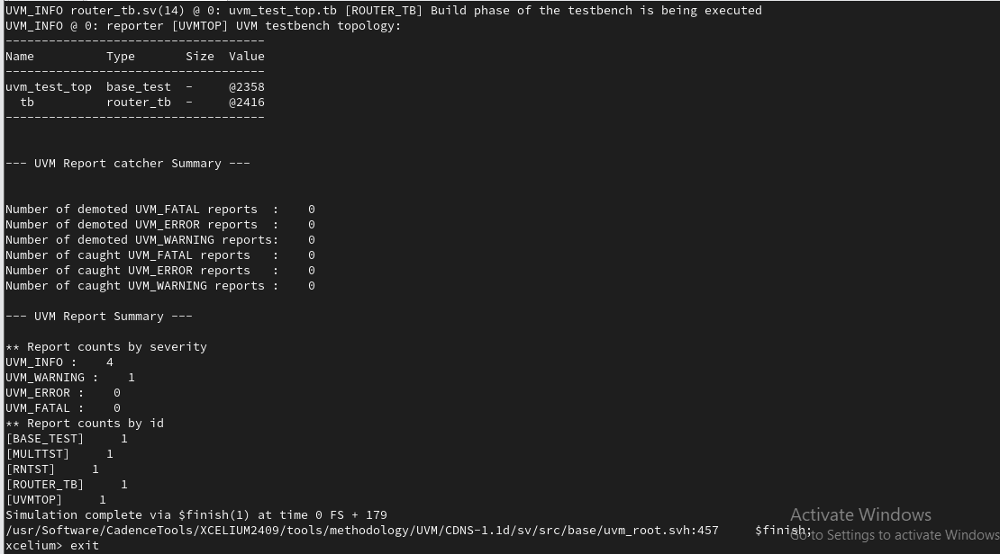 UVM_INFO router_tb.sv(14) @ 0: uvm_test_top.tb [ROUTER_TB] Build phase of the testbench is being executed
UVM_INFO @ 0: reporter [UVMTOP] UVM testbench topology:
------------------------------------
Name          Type       Size  Value
------------------------------------
uvm_test_top  base_test  -     @2358
  tb          router_tb  -     @2416
------------------------------------
--- UVM Report catcher Summary ---
Number of demoted UVM_FATAL reports  :    0
Number of demoted UVM_ERROR reports  :    0
Number of demoted UVM_WARNING reports:    0
Number of caught UVM_FATAL reports   :    0
Number of caught UVM_ERROR reports   :    0
Number of caught UVM_WARNING reports :    0
--- UVM Report Summary ---
** Report counts by severity
UVM_INFO :    4
UVM_WARNING :    1
UVM_ERROR :    0
UVM_FATAL :    0
** Report counts by id
[BASE_TEST]     1
[MULTTST]     1
[RNTST]     1
[ROUTER_TB]     1
[UVMTOP]     1
Simulation complete via $finish(1) at time 0 FS + 179
/usr/Software/CadenceTools/XCELIUM2409/tools/methodology/UVM/CDNS-1.1d/sv/src/base/uvm_root.svh:457     $finish;
xcelium> exit
Activate Windows
Go to Settings to activate Windows